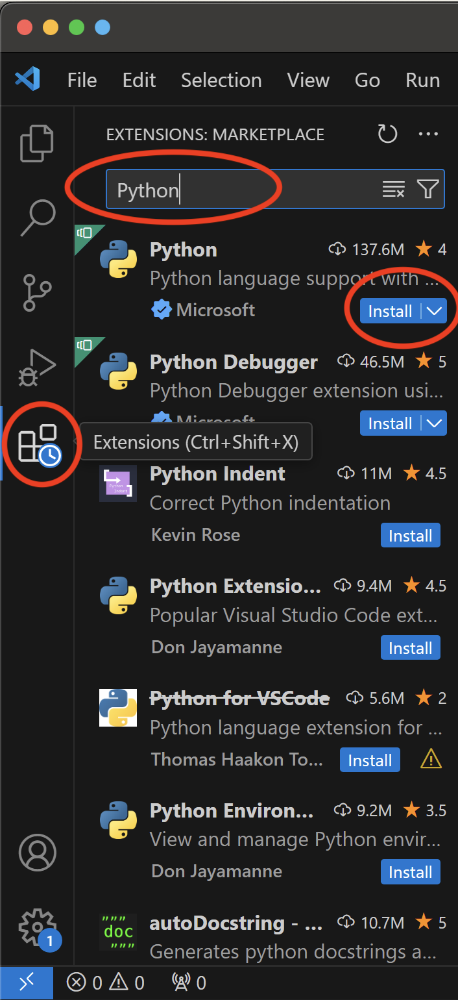 File Edit Selection View Go Run
EXTENSIONS: MARKETPLACE
Python
Python 137.6M 4
Python language support with ...
Microsoft Install
Python Debugger 46.5M 5
Python Debugger extension usi...
Microsoft Install
Extensions (Ctrl+Shift+X)
Python Indent 11M 4.5
Correct Python indentation
Kevin Rose Install
Python Extensio... 9.4M 4.5
Popular Visual Studio Code ext...
Don Jayamanne Install
Python for VSCode 5.6M 2
Python language extension for ...
Thomas Haakon To... Install
Python Environ... 9.2M 3.5
View and manage Python envir...
Don Jayamanne Install
""" doc """
autoDocstring - ... 10.7M 5
Generates python docstrings a...
1
0 0 0